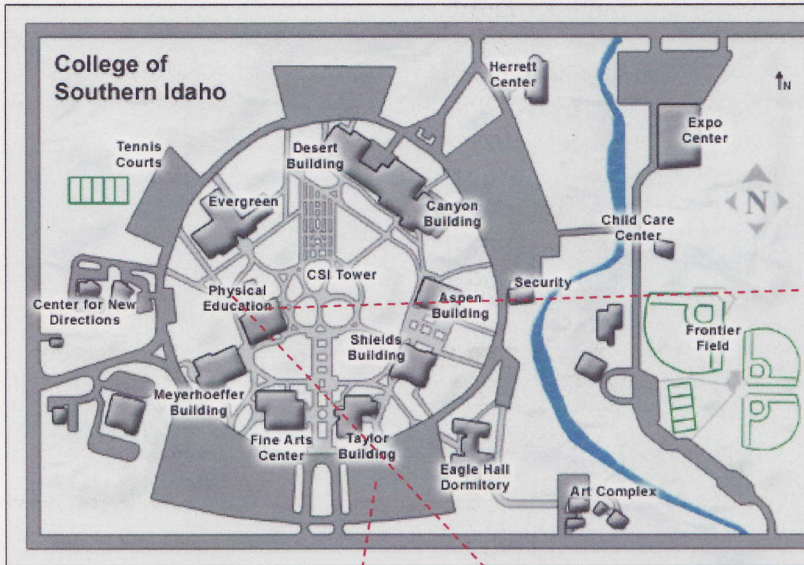 College of
Southern Idaho
Herrett
Center
N
Expo
Center
Tennis
Courts
Desert
Building
Evergreen
Canyon
Building
N
Child Care
Center
CSI Tower
Physical
Education
Center for New
Directions
Aspen
Building
Security
Frontier
Field
Shields
Building
Meyerhoeffer
Building
Fine Arts
Center
Taylor
Building
Eagle Hall
Dormitory
Art Complex